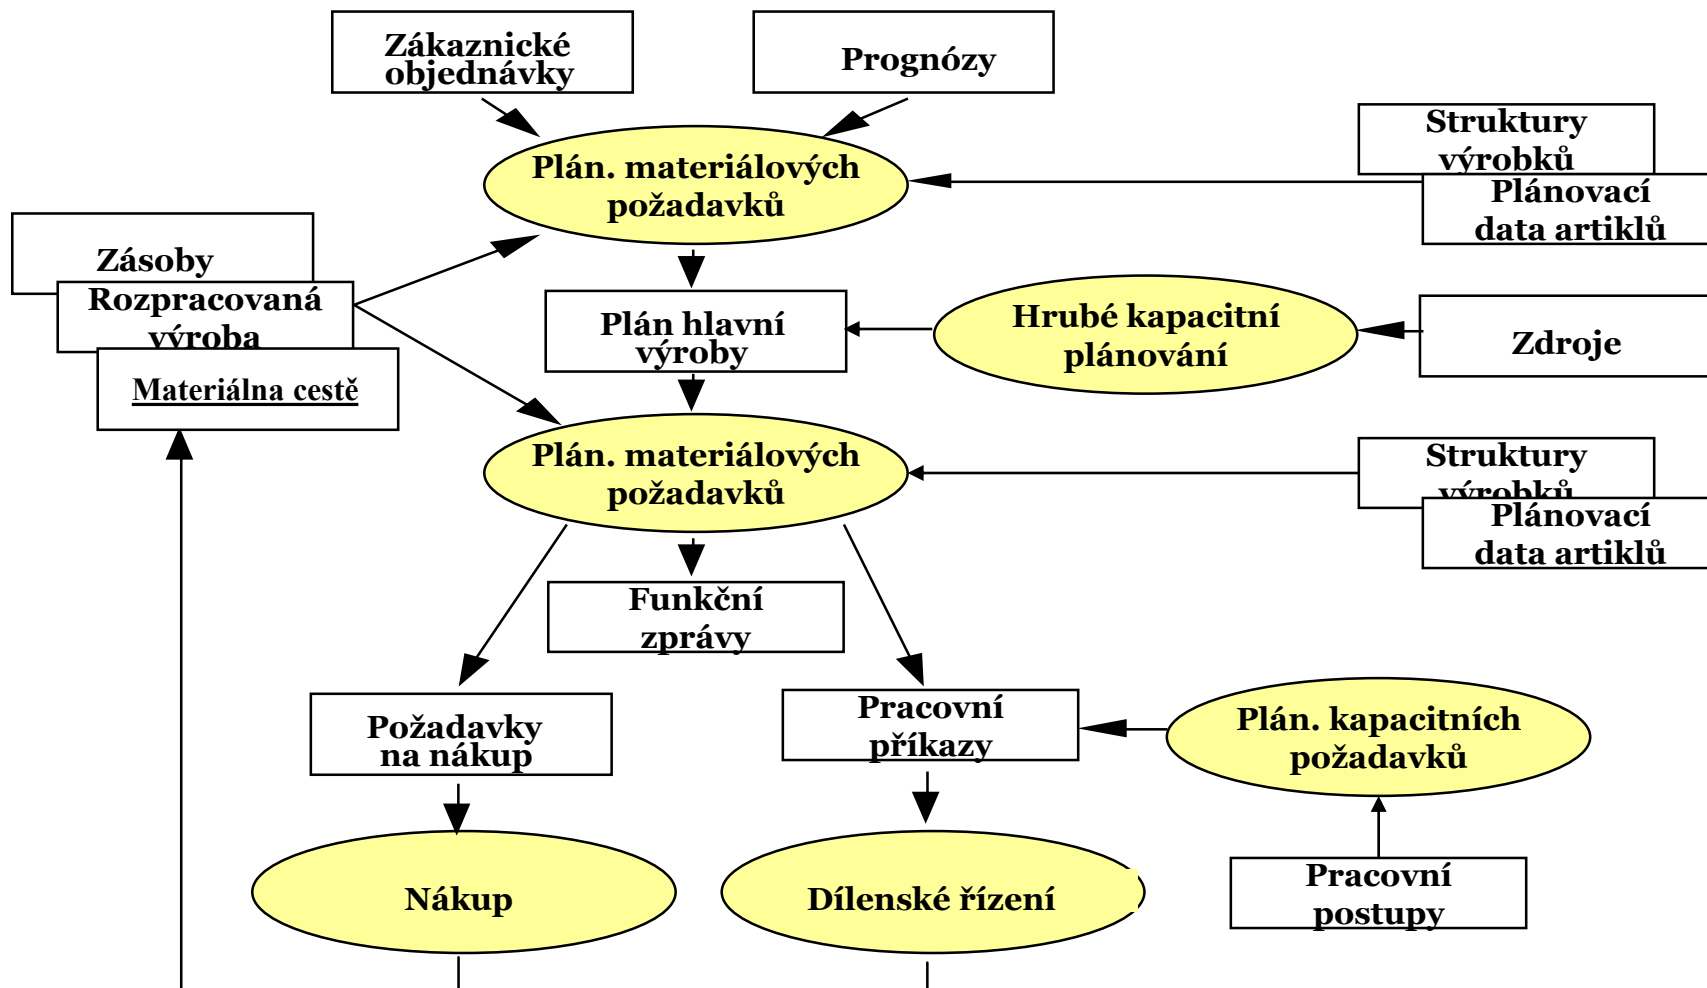 Zákaznické
objednávky
Prognózy
Struktury
výrobků
Plánovací
data artiklů
Plán. materiálových
požadavků
Zásoby
Rozpracovaná
výroba
Materiálna cestě
Plán hlavní
výroby
Hrubé kapacitní
plánování
Zdroje
Plán. materiálových
požadavků
Struktury
výrobků
Plánovací
data artiklů
Funkční
zprávy
Požadavky
na nákup
Pracovní
příkazy
Plán. kapacitních
požadavků
Nákup
Dílenské řízení
Pracovní
postupy